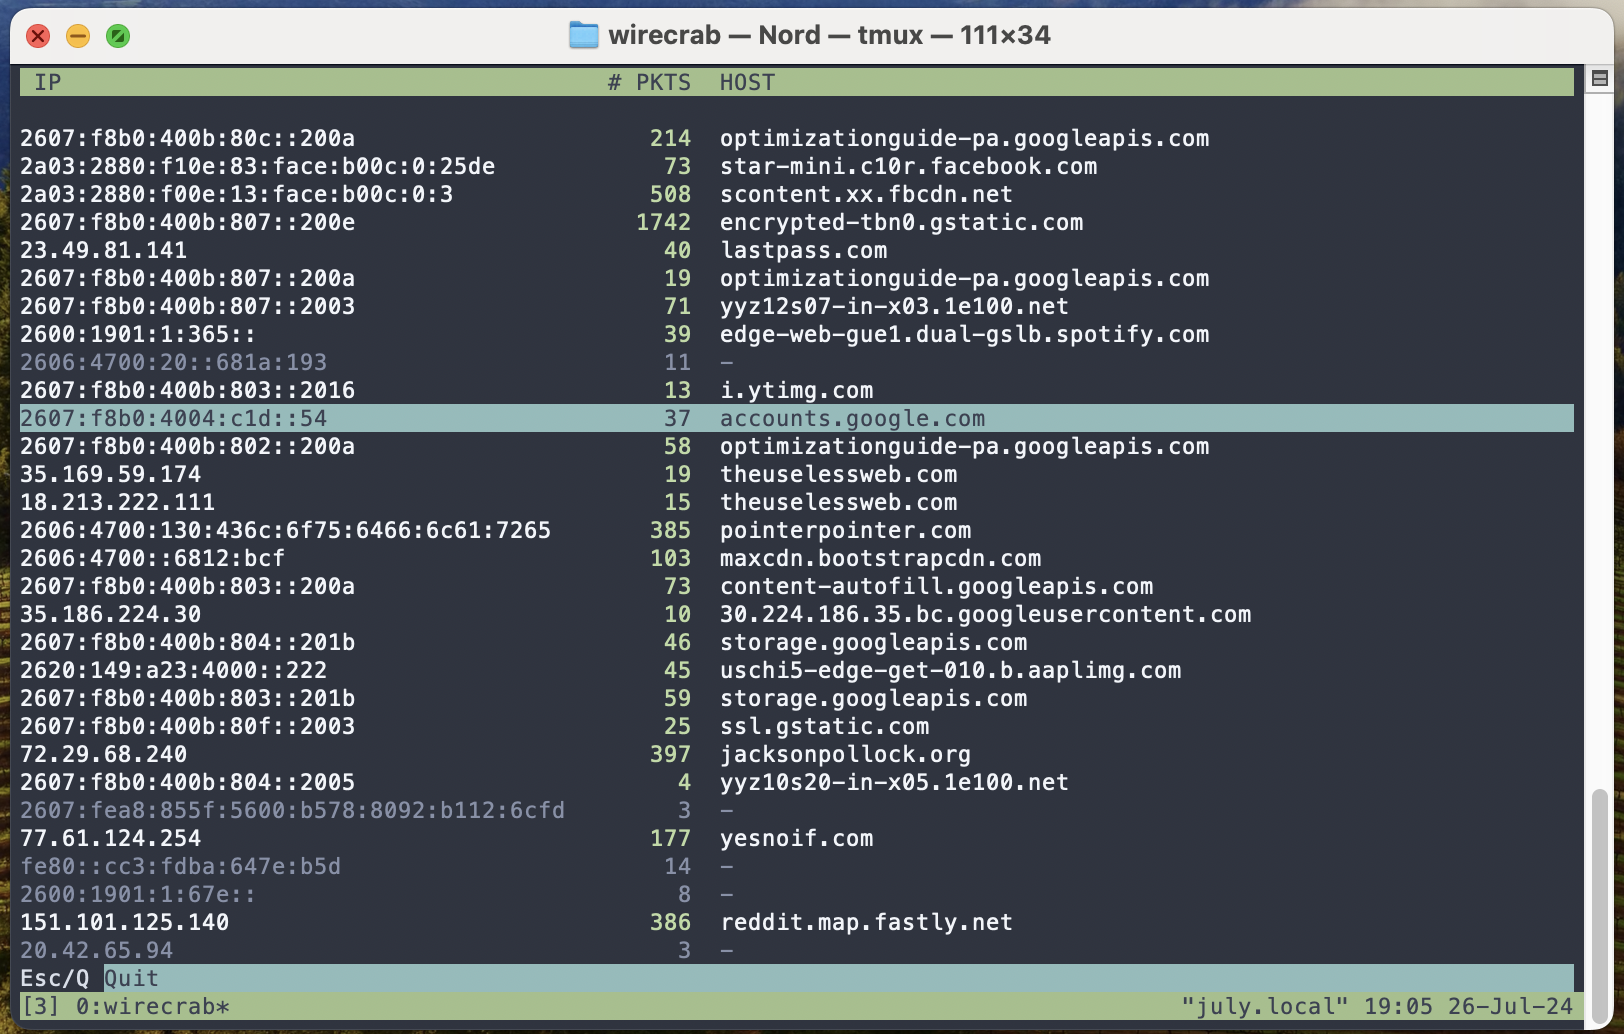 wirecrab — Nord — tmux — 111×34
IP # PKTS HOST
2607:f8b0:400b:80c::200a 214 optimizationguide-pa.googleapis.com
2a03:2880:f10e:83:face:b00c:0:25de 73 star-mini.c10r.facebook.com
2a03:2880:f00e:13:face:b00c:0:3 508 scontent.xx.fbcdn.net
2607:f8b0:400b:807::200e 1742 encrypted-tbn0.gstatic.com
23.49.81.141 40 lastpass.com
2607:f8b0:400b:807::200a 19 optimizationguide-pa.googleapis.com
2607:f8b0:400b:807::2003 71 yyz12s07-in-x03.1e100.net
2600:1901:1:365:: 39 edge-web-gue1.dual-gslb.spotify.com
2606:4700:20::681a:193 11 –
2607:f8b0:400b:803::2016 13 i.ytimg.com
2607:f8b0:4004:c1d::54 37 accounts.google.com
2607:f8b0:400b:802::200a 58 optimizationguide-pa.googleapis.com
35.169.59.174 19 theuselessweb.com
18.213.222.111 15 theuselessweb.com
2606:4700:130:436c:6f75:6466:6c61:7265 385 pointerpointer.com
2606:4700::6812:bcf 103 maxcdn.bootstrapcdn.com
2607:f8b0:400b:803::200a 73 content-autofill.googleapis.com
35.186.224.30 10 30.224.186.35.bc.googleusercontent.com
2607:f8b0:400b:804::201b 46 storage.googleapis.com
2620:149:a23:4000::222 45 uschi5-edge-get-010.b.aaplimg.com
2607:f8b0:400b:803::201b 59 storage.googleapis.com
2607:f8b0:400b:80f::2003 25 ssl.gstatic.com
72.29.68.240 397 jacksonpollock.org
2607:f8b0:400b:804::2005 4 yyz10s20-in-x05.1e100.net
2607:fea8:855f:5600:b578:8092:b112:6cfd 3 –
77.61.124.254 177 yesnoif.com
fe80::cc3:fdba:647e:b5d 14 –
2600:1901:1:67e:: 8 –
151.101.125.140 386 reddit.map.fastly.net
20.42.65.94 3 –
Esc/Q Quit
[3] 0:wirecrab* "july.local" 19:05 26-Jul-24